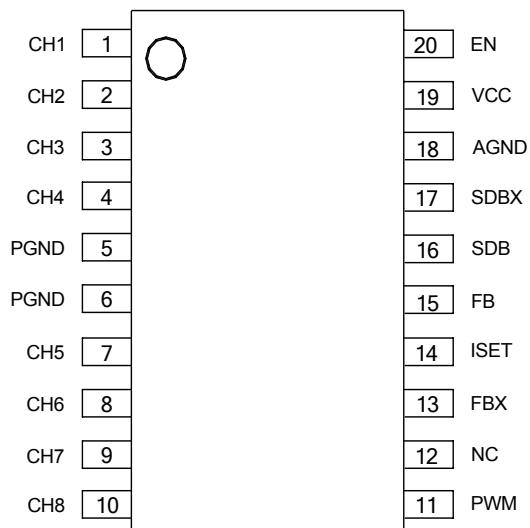 CH1 1 20 EN
CH2 2 19 VCC
CH3 3 18 AGND
CH4 4 17 SDBX
PGND 5 16 SDB
PGND 6 15 FB
CH5 7 14 ISET
CH6 8 13 FBX
CH7 9 12 NC
CH8 10 11 PWM